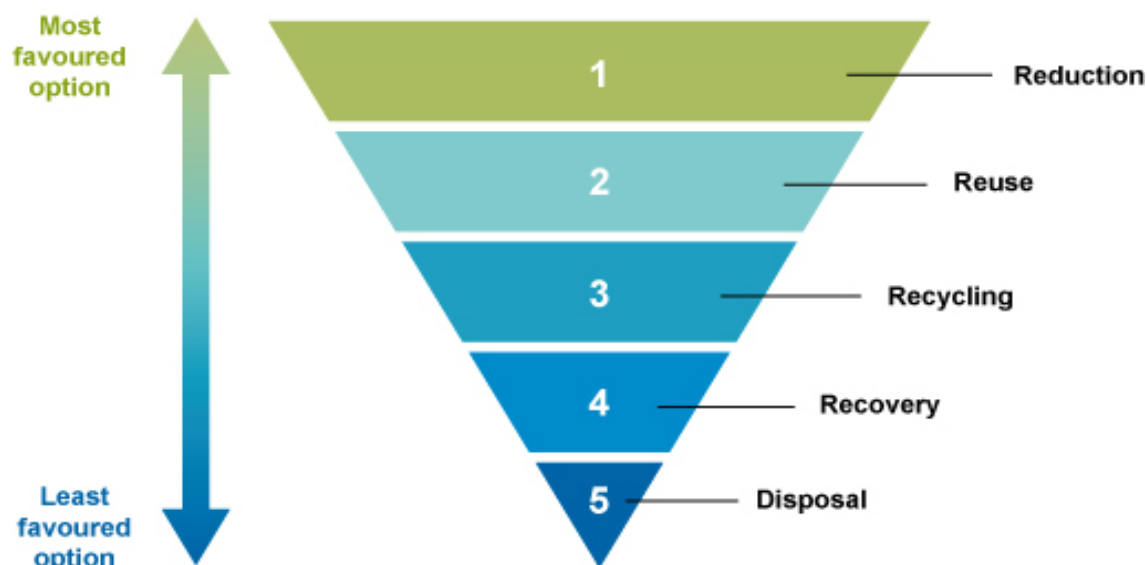 Most
favoured
option
1
Reduction
2
Reuse
3
Recycling
4
Recovery
5
Disposal
Least
favoured
option